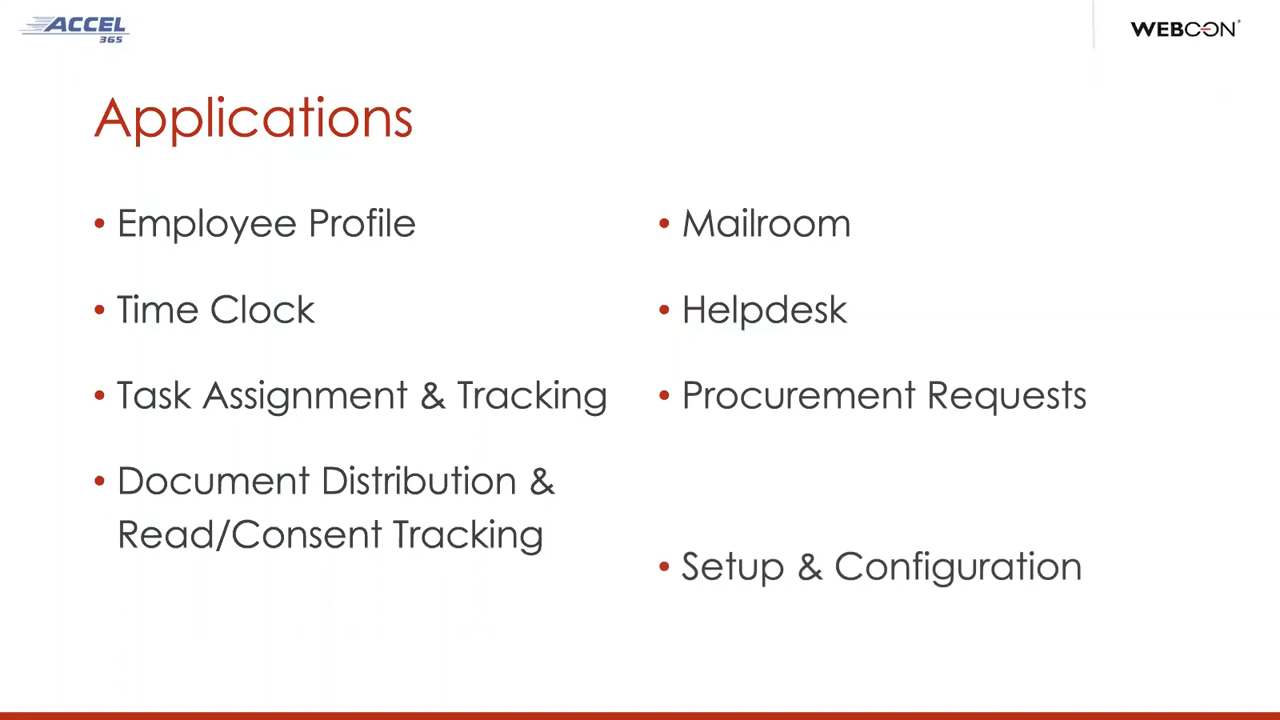 ACCEL
365
WEBCON®
Applications
• Employee Profile
• Time Clock
• Task Assignment & Tracking
• Document Distribution &
Read/Consent Tracking
• Mailroom
• Helpdesk
• Procurement Requests
• Setup & Configuration